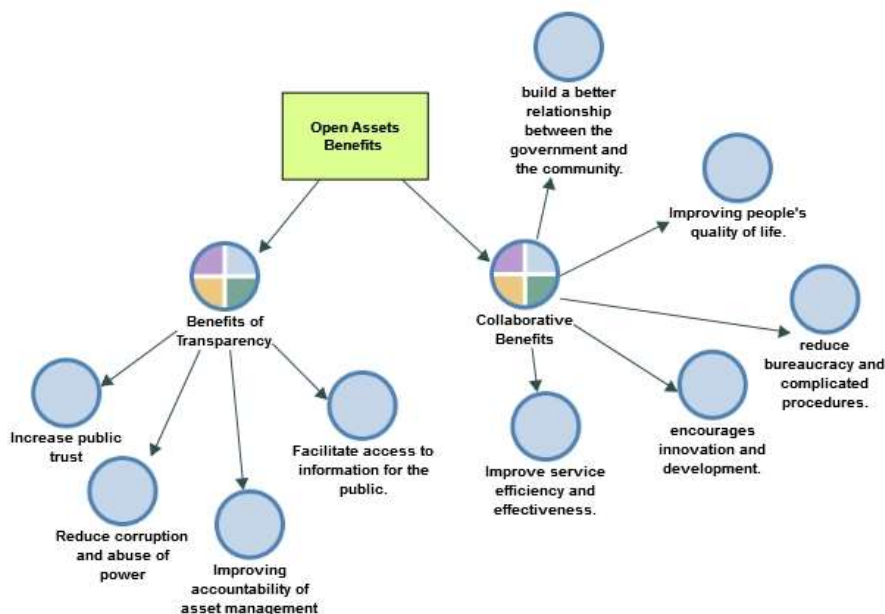 Open Assets
Benefits
build a better
relationship
between the
government and
the community.
Improving people's
quality of life.
Benefits of
Transparency
Collaborative
Benefits
reduce
bureaucracy and
complicated
procedures.
Increase public
trust
Facilitate access to
information for the
public.
Improve service
efficiency and
effectiveness.
encourages
innovation and
development.
Reduce corruption
and abuse of
power
Improving
accountability of
asset management